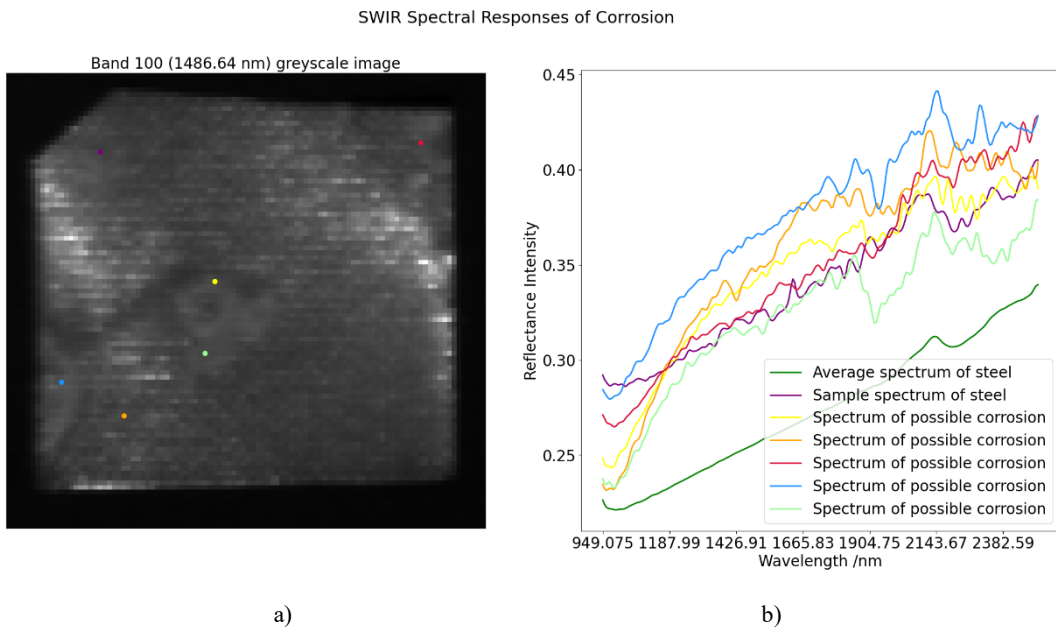 SWIR Spectral Responses of Corrosion
Band 100 (1486.64 nm) greyscale image
0.45
0.40
0.35
0.30
0.25
Reflectance Intensity
Average spectrum of steel
Sample spectrum of steel
Spectrum of possible corrosion
Spectrum of possible corrosion
Spectrum of possible corrosion
Spectrum of possible corrosion
Spectrum of possible corrosion
949.075 1187.99 1426.91 1665.83 1904.75 2143.67 2382.59
Wavelength /nm
a)
b)